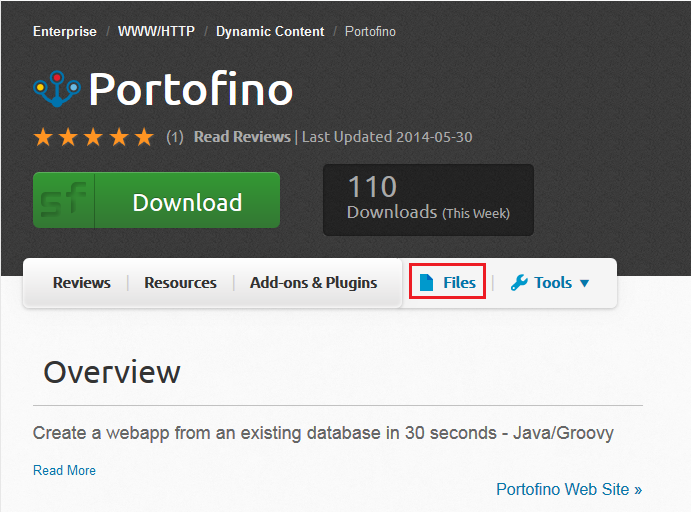 Enterprise / WWW/HTTP / Dynamic Content / Portofino
Portofino
(1) Read Reviews | Last Updated 2014-05-30
sf Download
110
Downloads (This Week)
Reviews | Resources | Add-ons & Plugins Files | Tools
Overview
Create a webapp from an existing database in 30 seconds - Java/Groovy
Read More
Portofino Web Site »